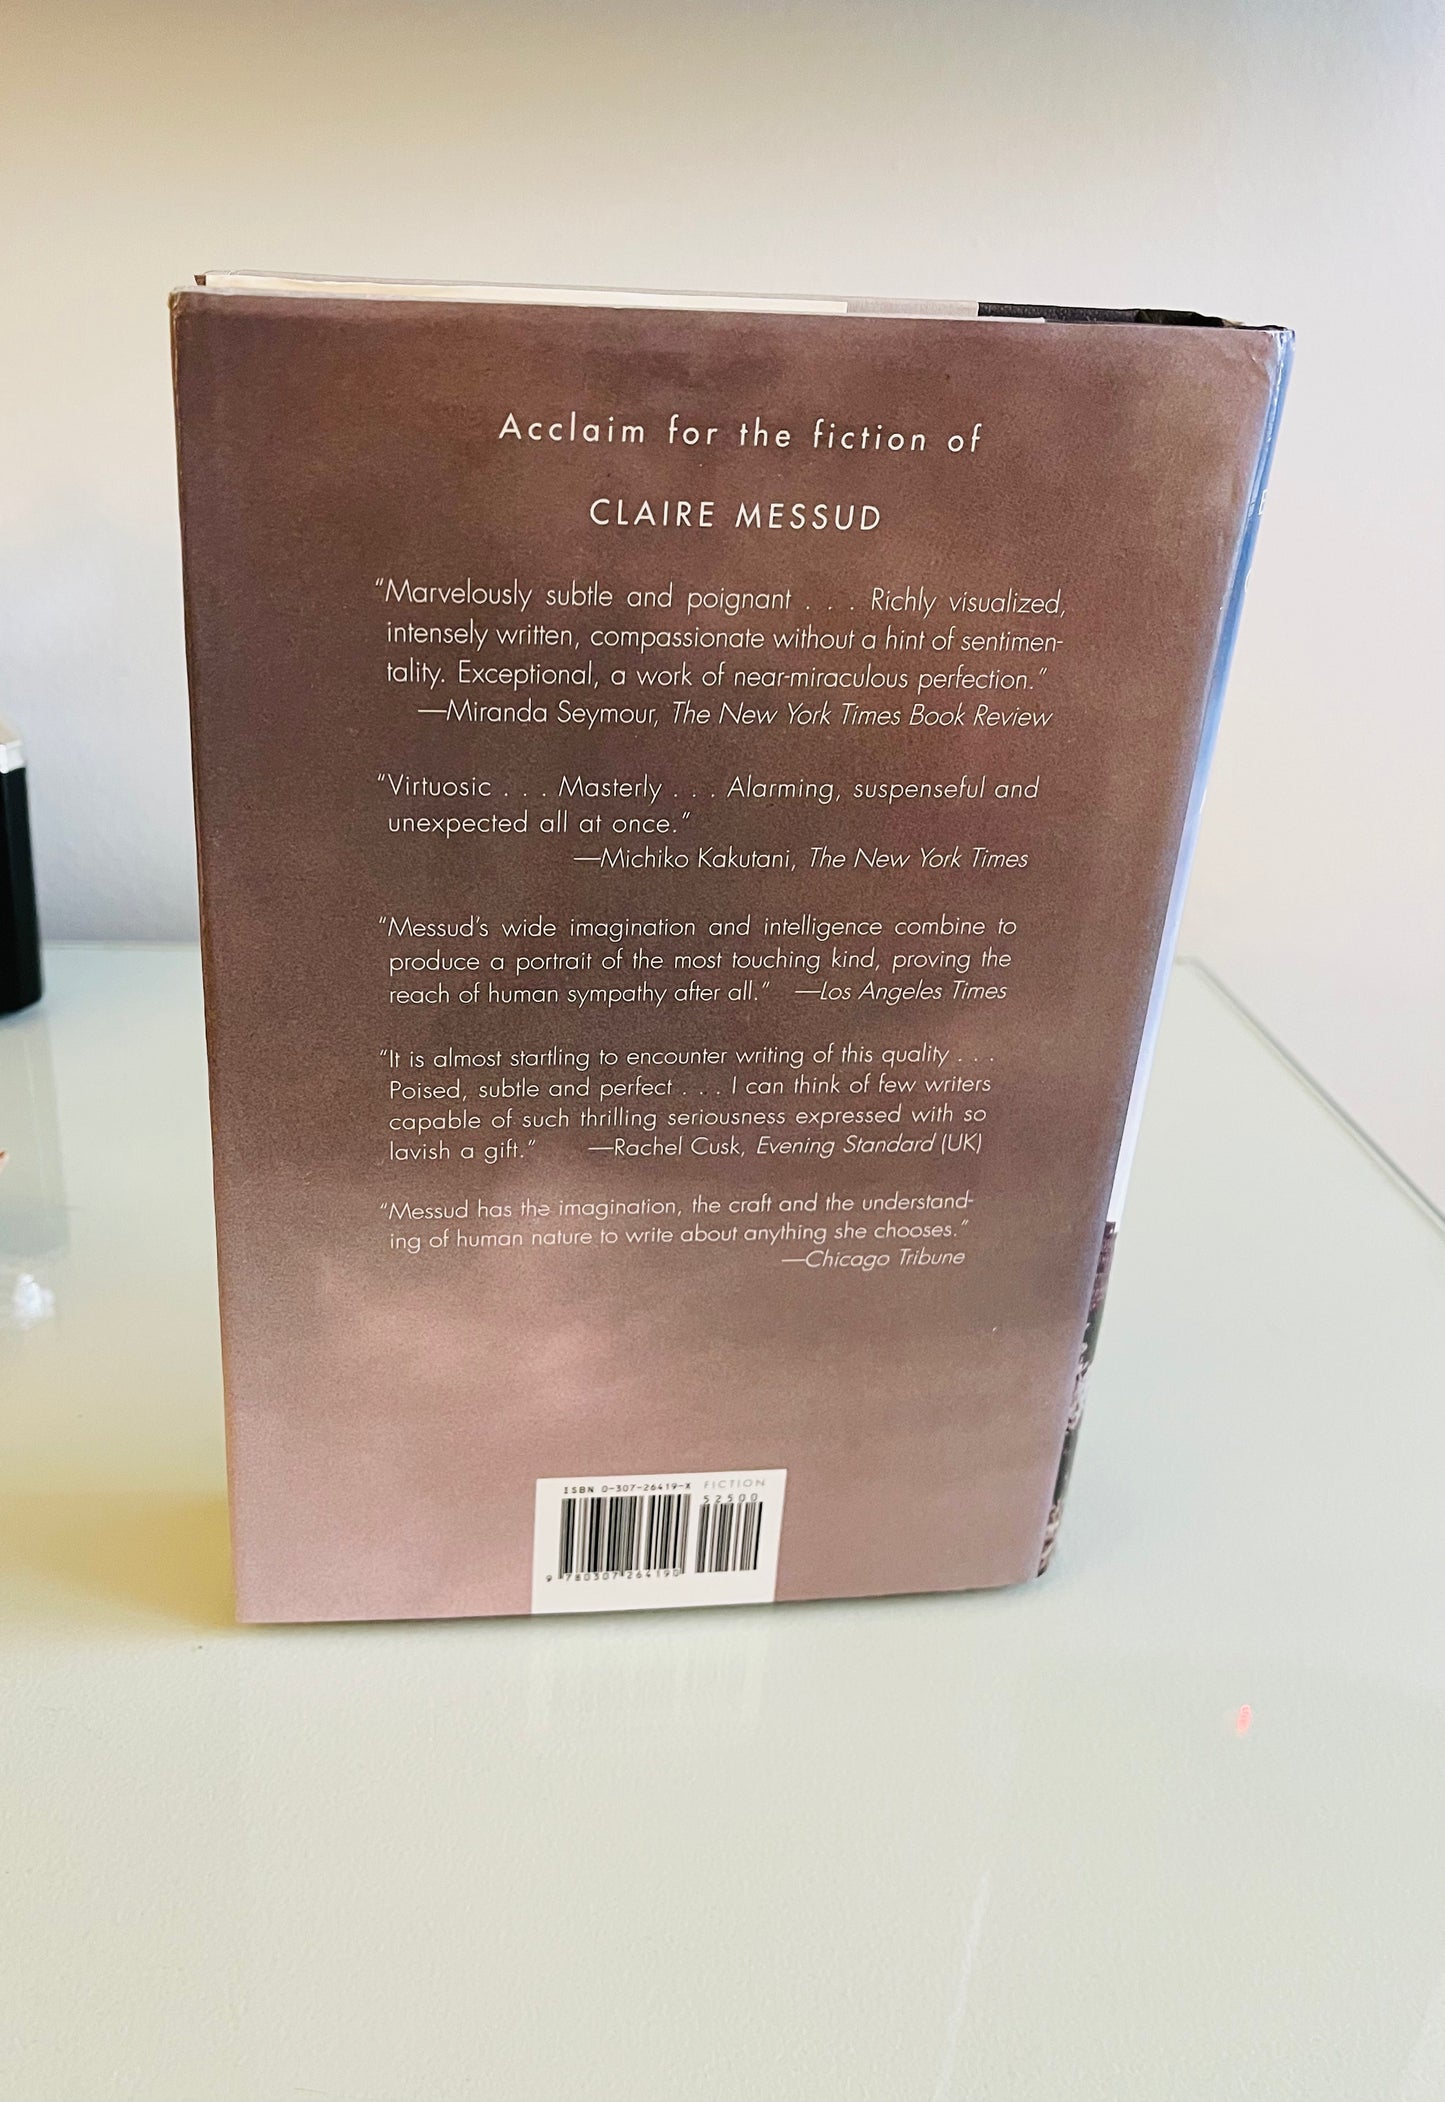 Acclaim for the fiction of
CLAIRE MESSUD
“Marvelously subtle and poignant . . . Richly visualized,
intensely written, compassionate without a hint of sentimen-
tality. Exceptional, a work of near-miraculous perfection.”
—Miranda Seymour, The New York Times Book Review
“Virtuosic . . . Masterly . . . Alarming, suspenseful and
unexpected all at once.”
—Michiko Kakutani, The New York Times
“Messud’s wide imagination and intelligence combine to
produce a portrait of the most touching kind, proving the
reach of human sympathy after all.” —Los Angeles Times
“It is almost startling to encounter writing of this quality . . .
Poised, subtle and perfect . . . I can think of few writers
capable of such thrilling seriousness expressed with so
lavish a gift.” —Rachel Cusk, Evening Standard (UK)
“Messud has the imagination, the craft and the understand-
ing of human nature to write about anything she chooses.”
—Chicago Tribune
ISBN 0-307-26419-X FICTION
52500
9 780307 264190